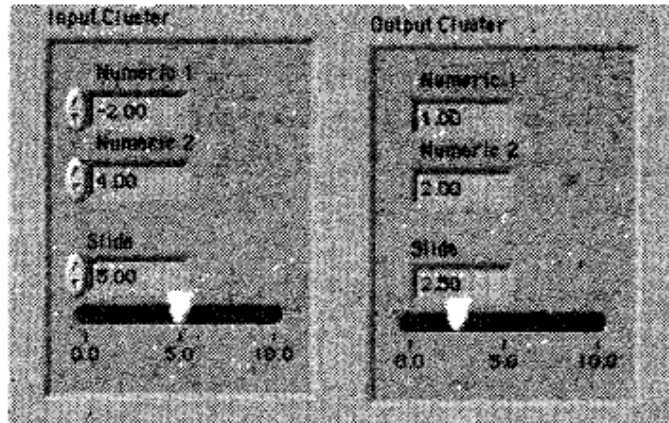 Input Cluster
Numeric 1
-2.00
Numeric 2
4.00
Slide
5.00
0.0 5.0 10.0
Output Cluster
Numeric 1
1.00
Numeric 2
2.00
Slide
2.50
0.0 5.0 10.0